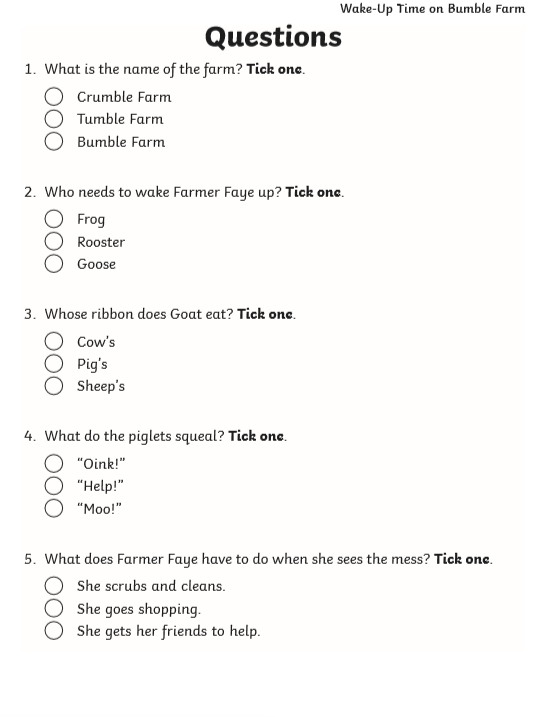 Wake-Up Time on Bumble Farm
Questions
1. What is the name of the farm? Tick one.
Crumble Farm
Tumble Farm
Bumble Farm
2. Who needs to wake Farmer Faye up? Tick one.
Frog
Rooster
Goose
3. Whose ribbon does Goat eat? Tick one.
Cow's
Pig's
Sheep's
4. What do the piglets squeal? Tick one.
“Oink!”
“Help!”
“Moo!”
5. What does Farmer Faye have to do when she sees the mess? Tick one.
She scrubs and cleans.
She goes shopping.
She gets her friends to help.